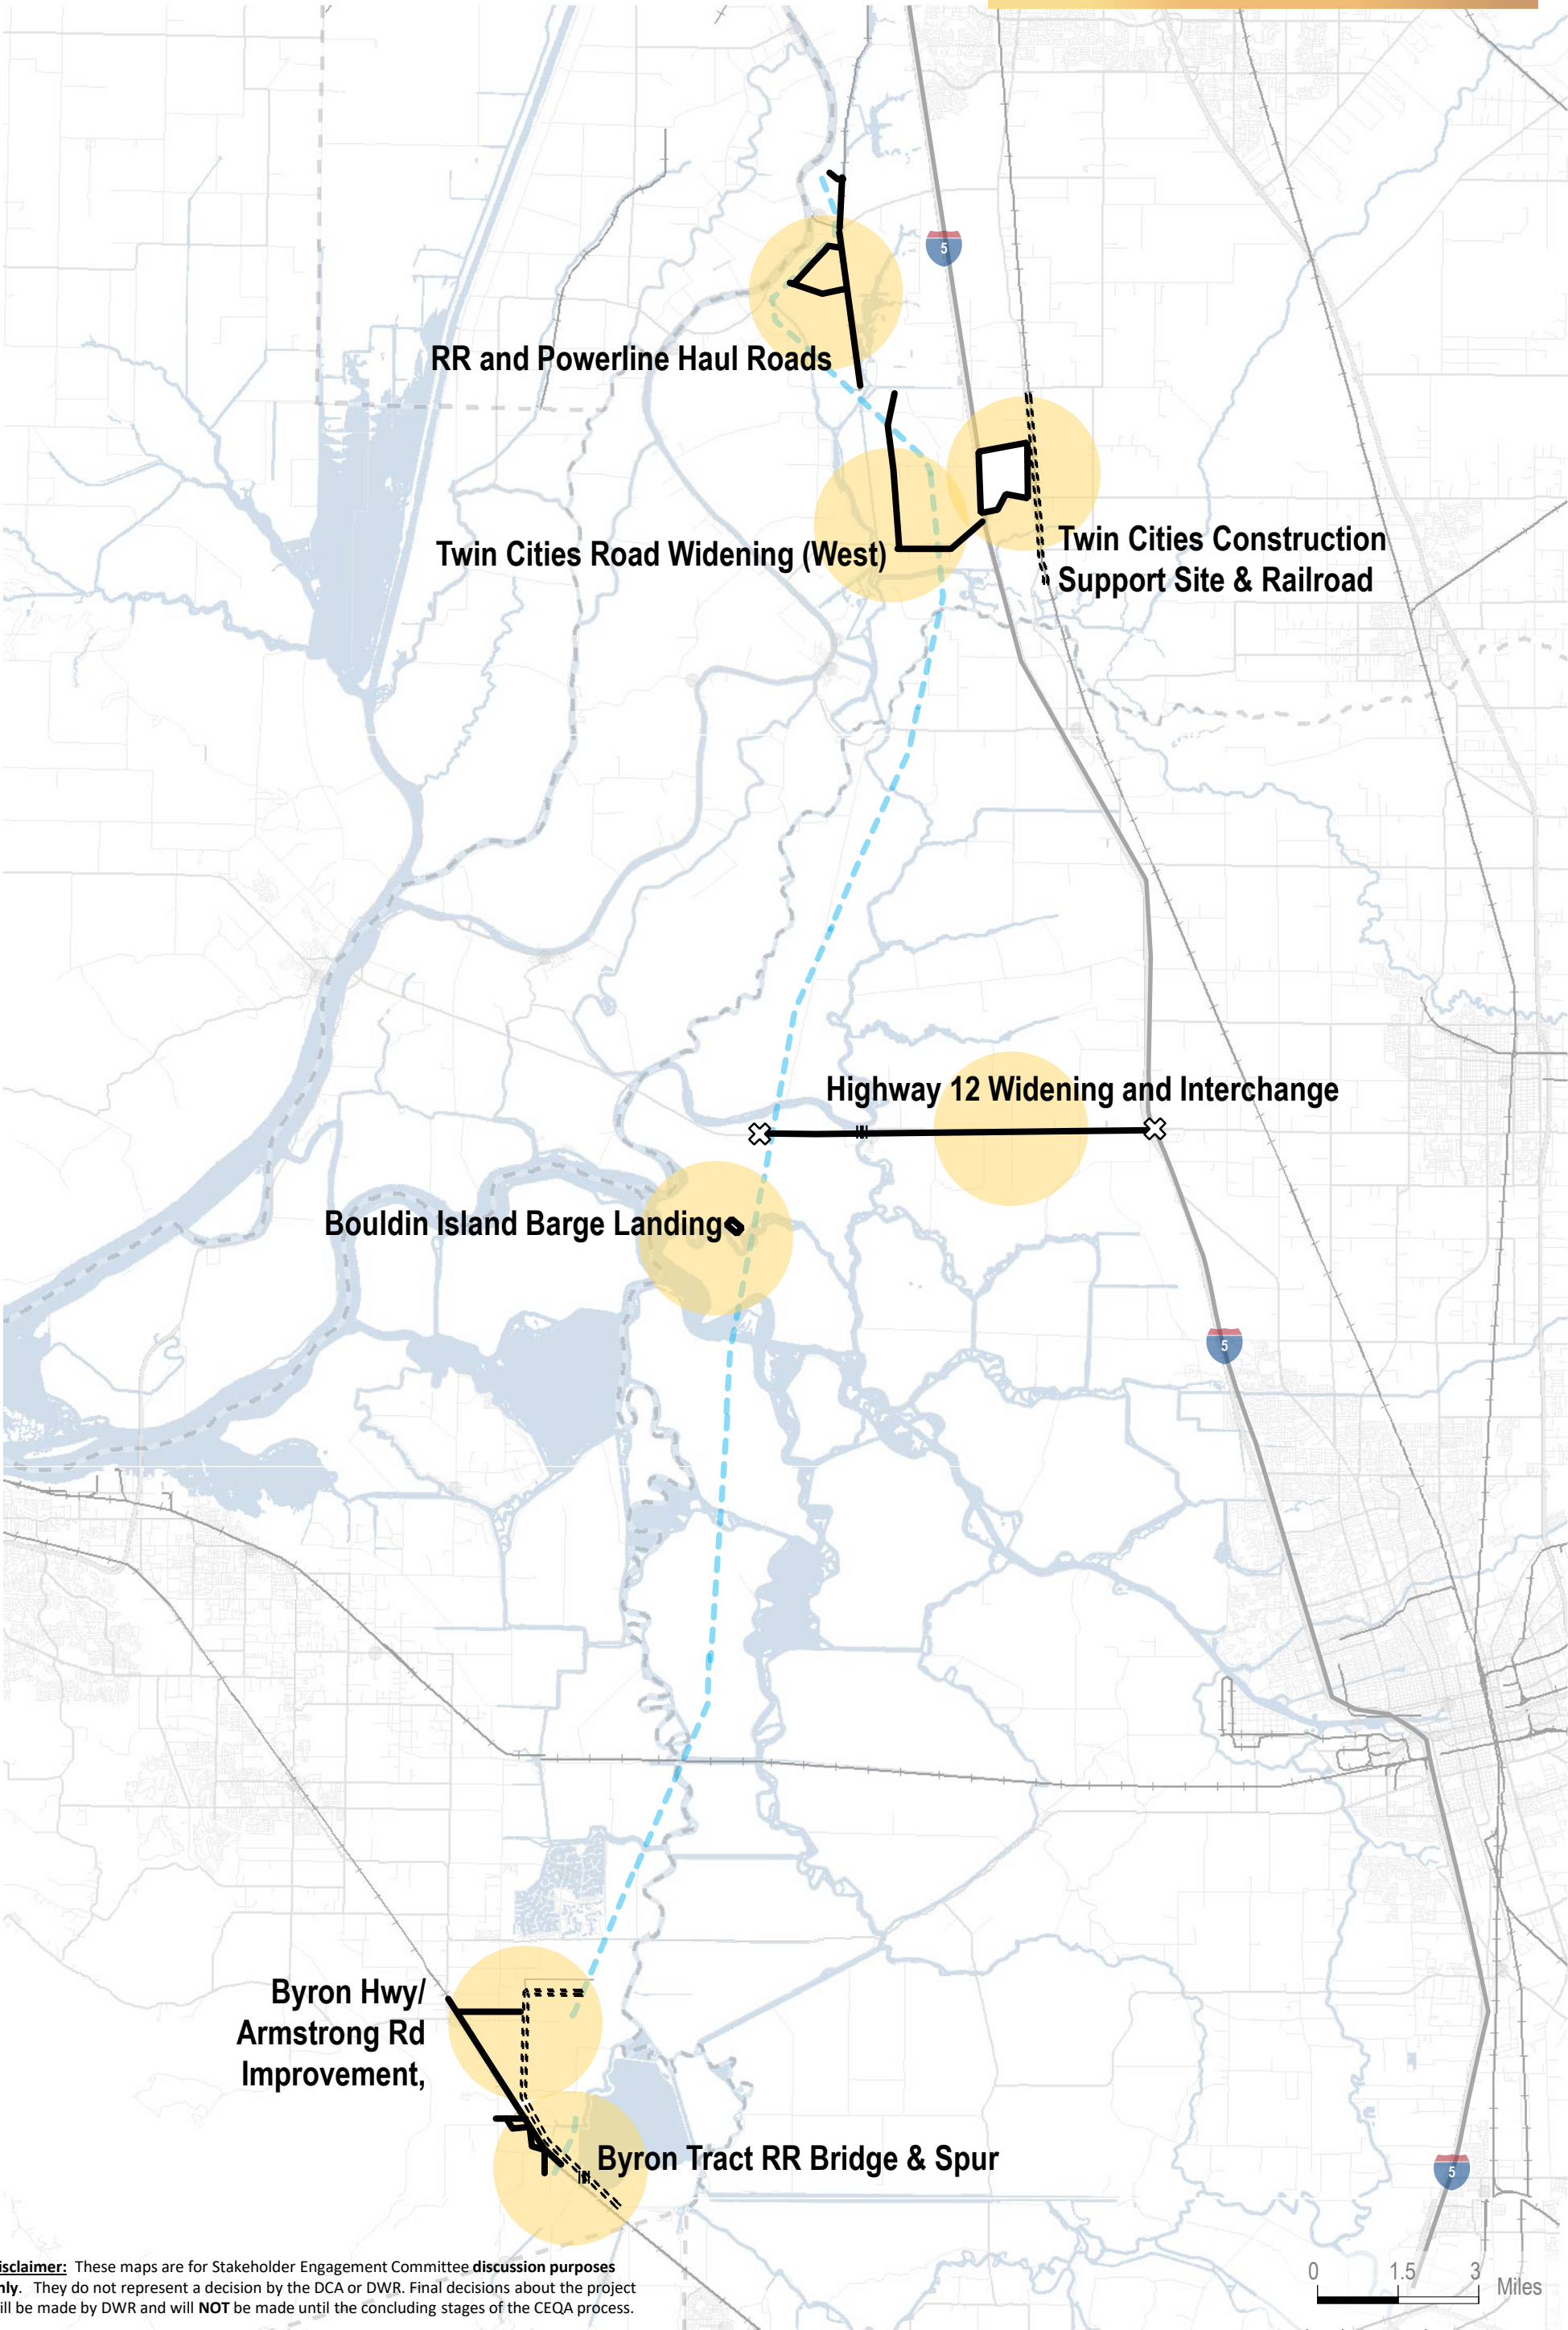 5
RR and Powerline Haul Roads
Twin Cities Road Widening (West)
Twin Cities Construction
Support Site & Railroad
Highway 12 Widening and Interchange
Bouldin Island Barge Landing
5
Byron Hwy/
Armstrong Rd
Improvement,
Byron Tract RR Bridge & Spur
5
isclaimer: These maps are for Stakeholder Engagement Committee discussion purposes
nly. They do not represent a decision by the DCA or DWR. Final decisions about the project
ill be made by DWR and will NOT be made until the concluding stages of the CEQA process.
0 1.5 3
Miles